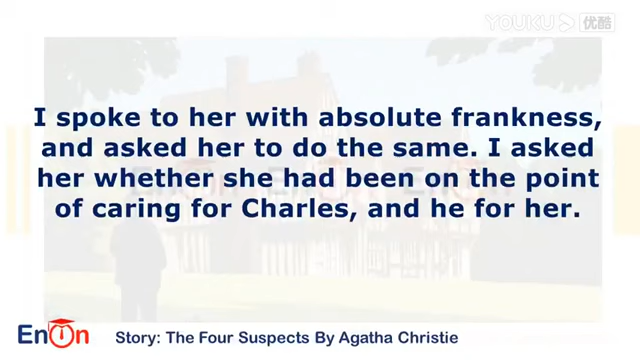 YOUKU 优酷
I spoke to her with absolute frankness,
and asked her to do the same. I asked
her whether she had been on the point
of caring for Charles, and he for her.
EnOn
Story: The Four Suspects By Agatha Christie